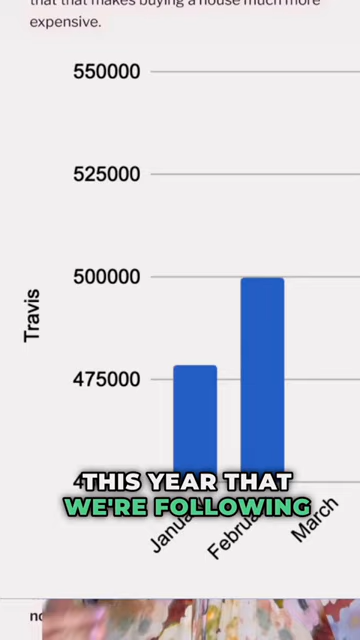 that that makes buying a house much more
expensive.
550000
525000
500000
475000
Travis
THIS YEAR THAT
WE'RE FOLLOWING
March